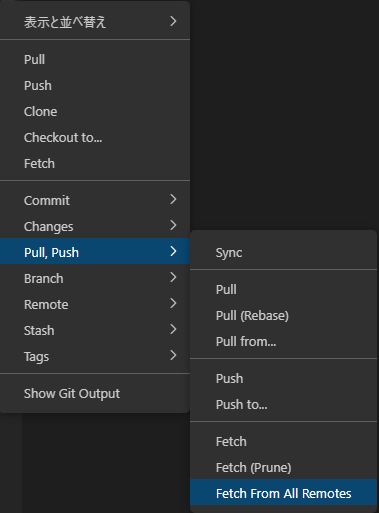 表示と並べ替え
Pull
Push
Clone
Checkout to...
Fetch
Commit
Changes
Pull, Push
Branch
Remote
Stash
Tags
Show Git Output
Sync
Pull
Pull (Rebase)
Pull from...
Push
Push to...
Fetch
Fetch (Prune)
Fetch From All Remotes